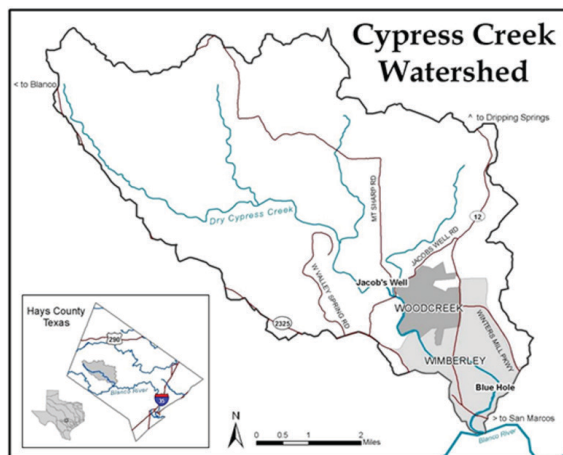 Cypress Creek
Watershed
< to Blanco
^ to Dripping Springs
Dry Cypress Creek
MT SHARP RD
12
JACOBS WELL RD
W VALLEY SPRING RD
Jacob's Well
WOODCREEK
2325
WINTERS MILL PKWY
WIMBERLEY
Blue Hole
> to San Marcos
Blanco River
Hays County
Texas
290
Blanco River
35
N
0 0.5 1 2
Miles